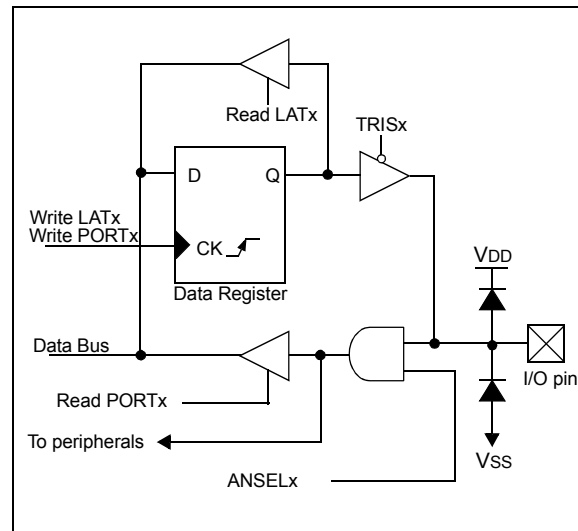 Read LATx
TRISx
D
Q
Write LATx
Write PORTx
CK
Data Register
VDD
Data Bus
I/O pin
Read PORTx
To peripherals
VSS
ANSELx